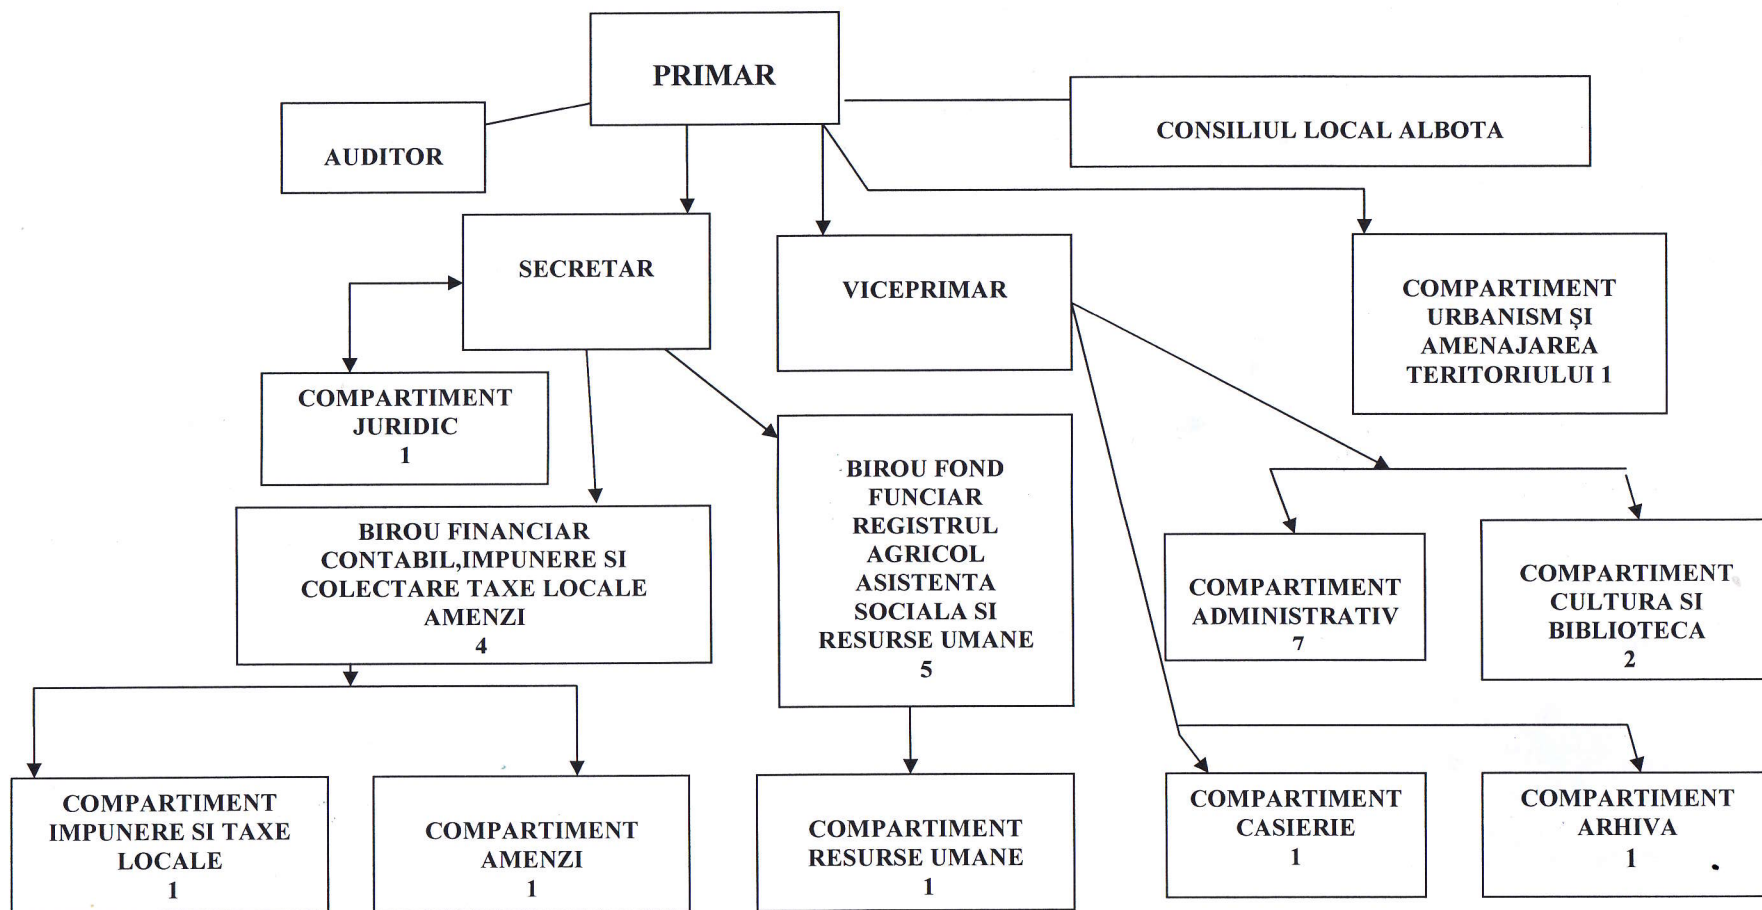 PRIMAR
AUDITOR
CONSILIUL LOCAL ALBOTA
SECRETAR
VICEPRIMAR
COMPARTIMENT
URBANISM ȘI
AMENAJAREA
TERITORIULUI 1
COMPARTIMENT
JURIDIC
1
BIROU FOND
FUNCIAR
REGISTRUL
AGRICOL
ASISTENTA
SOCIALA SI
RESURSE UMANE
5
BIROU FINANCIAR
CONTABIL,IMPUNERE SI
COLECTARE TAXE LOCALE
AMENZI
4
COMPARTIMENT
ADMINISTRATIV
7
COMPARTIMENT
CULTURA SI
BIBLIOTECA
2
COMPARTIMENT
IMPUNERE SI TAXE
LOCALE
1
COMPARTIMENT
AMENZI
1
COMPARTIMENT
RESURSE UMANE
1
COMPARTIMENT
CASIERIE
1
COMPARTIMENT
ARHIVA
1